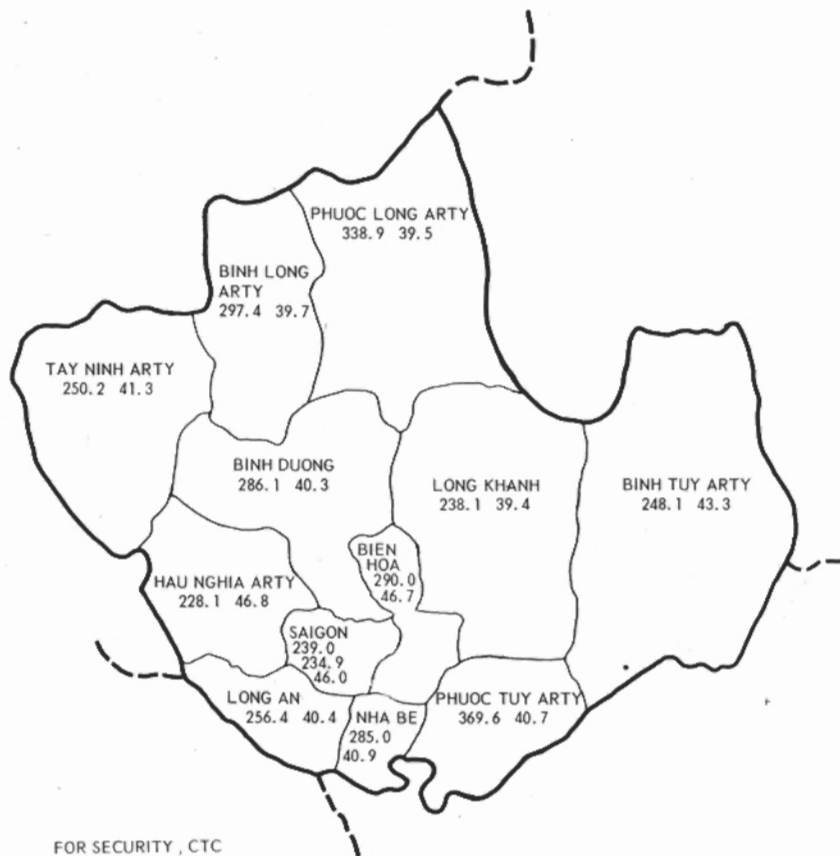 PHUOC LONG ARTY
338.9 39.5
BINH LONG
ARTY
297.4 39.7
TAY NINH ARTY
250.2 41.3
BINH DUONG
286.1 40.3
LONG KHANH
238.1 39.4
BINH TUY ARTY
248.1 43.3
BIEN
HOA
290.0
46.7
HAU NGHIA ARTY
228.1 46.8
SAIGON
239.0
234.9
46.0
LONG AN
256.4 40.4
NHA BE
285.0
40.9
PHUOC TUY ARTY
369.6 40.7
FOR SECURITY , CTC